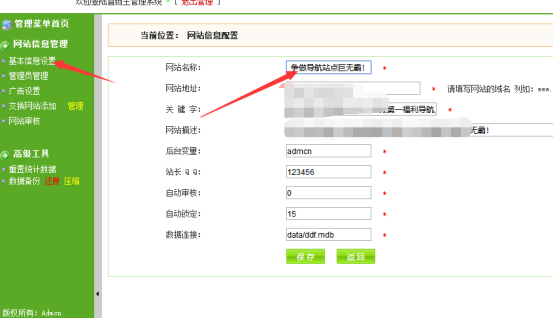 欢迎登陆 管理系统 - [ 退出管理 ]
管理菜单首页
网站信息管理
基本信息设置
管理员管理
广告设置
交换网站添加 管理
网站审核
高级工具
重置统计数据
数据备份 还原 压缩
版权所有: Admcn
当前位置: 网站信息配置
网站名称: 争做导航站点巨无霸! *
网站地址: * 请填写网站的域名 列如: www.
关 键 字: 第一福利导航, *
网站描述: 无霸!
后台变量: admcn *
站长 Q Q: 123456 *
自动审核: 0 *
自动锁定: 15 *
数据连接: data/ddf.mdb *
保存 返回